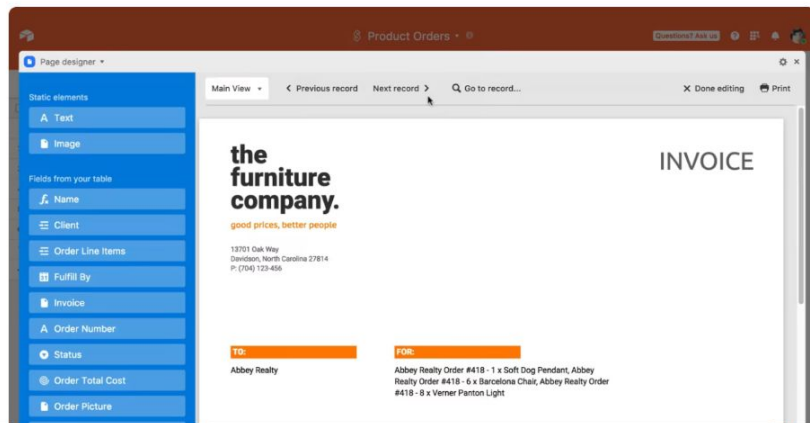 Product Orders
Questions? Ask us
Page designer
Static elements
A Text
Image
Fields from your table
Name
Client
Order Line Items
Fulfill By
Invoice
A Order Number
Status
Order Total Cost
Order Picture
Main View
Previous record
Next record
Go to record...
Done editing
Print
the
furniture
company.
good prices, better people
13701 Oak Way
Davidson, North Carolina 27814
P: (704) 123-456
INVOICE
TO:
Abbey Realty
FOR:
Abbey Realty Order #418 - 1 x Soft Dog Pendant, Abbey
Realty Order #418 - 6 x Barcelona Chair, Abbey Realty Order
#418 - 8 x Verner Panton Light